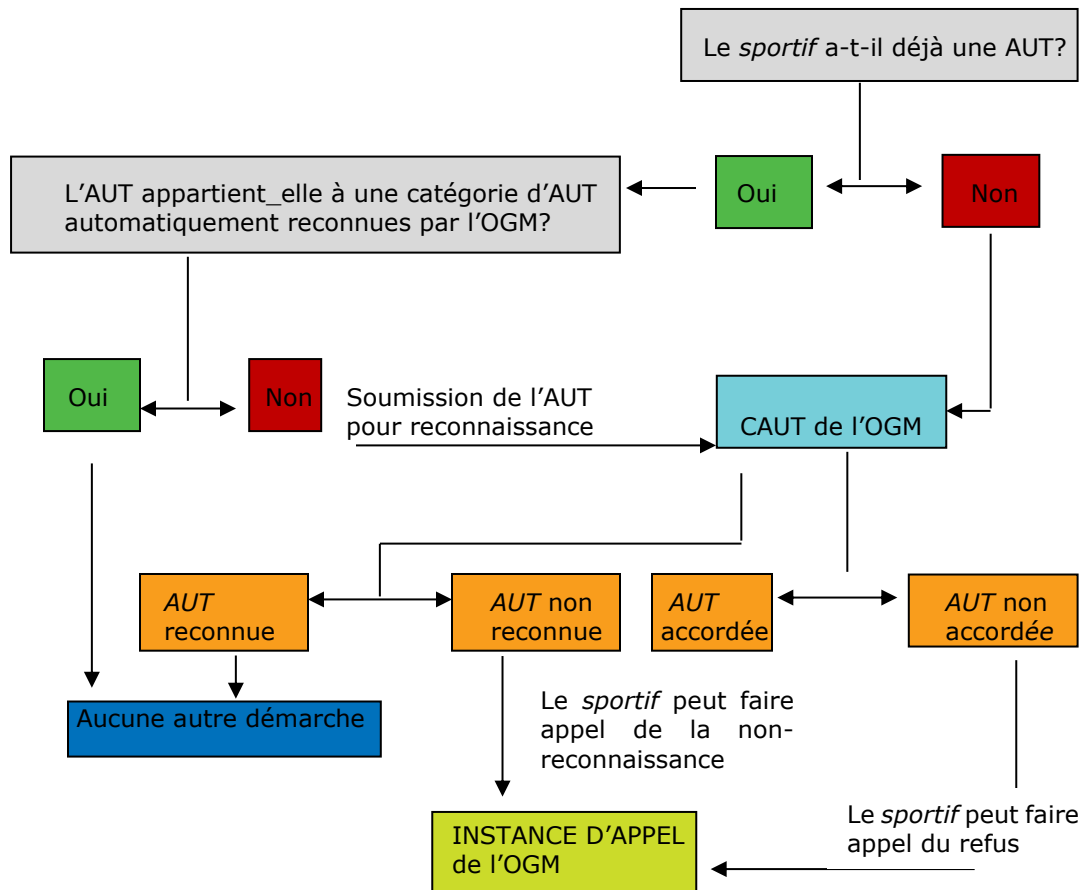 Le sportif a-t-il déjà une AUT?
L'AUT appartient_elle à une catégorie d'AUT
automatiquement reconnues par l'OGM?
Oui
Non
Oui
Non
Soumission de l'AUT
pour reconnaissance
CAUT de l'OGM
AUT
reconnue
AUT non
reconnue
AUT
accordée
AUT non
accordée
Aucune autre démarche
Le sportif peut faire
appel de la non-
reconnaissance
Le sportif peut faire
appel du refus
INSTANCE D'APPEL
de l'OGM